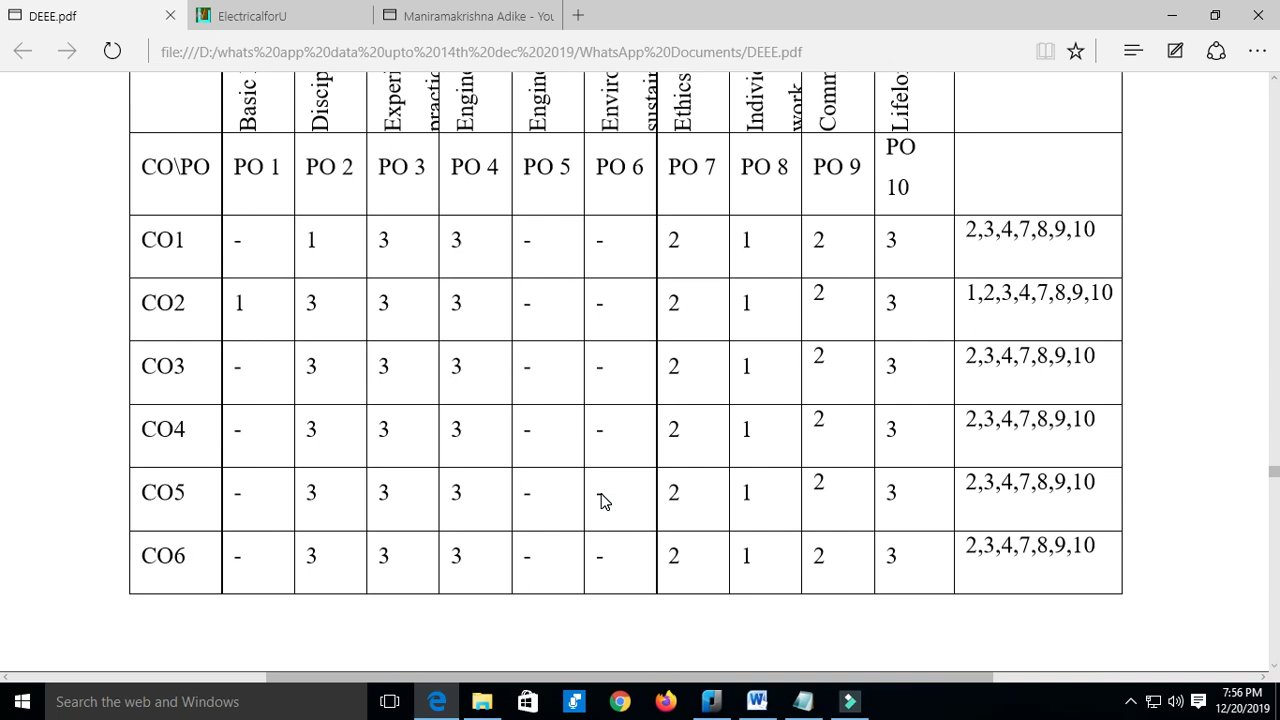 DEEE.pdf
ElectricalforU
Maniramakrishna Adike - You
file:///D:/whats%20app%20data%20upto%2014th%20dec%202019/WhatsApp%20Documents/DEEE.pdf
Basic Discip Experi practic Engine Engine Enviro sustain Ethics Individ work Comm Lifelon
CO\PO PO 1 PO 2 PO 3 PO 4 PO 5 PO 6 PO 7 PO 8 PO 9 PO 10
CO1 - 1 3 3 - - 2 1 2 3 2,3,4,7,8,9,10
CO2 1 3 3 3 - - 2 1 2 3 1,2,3,4,7,8,9,10
CO3 - 3 3 3 - - 2 1 2 3 2,3,4,7,8,9,10
CO4 - 3 3 3 - - 2 1 2 3 2,3,4,7,8,9,10
CO5 - 3 3 3 - - 2 1 2 3 2,3,4,7,8,9,10
CO6 - 3 3 3 - - 2 1 2 3 2,3,4,7,8,9,10
Search the web and Windows
7:56 PM
12/20/2019